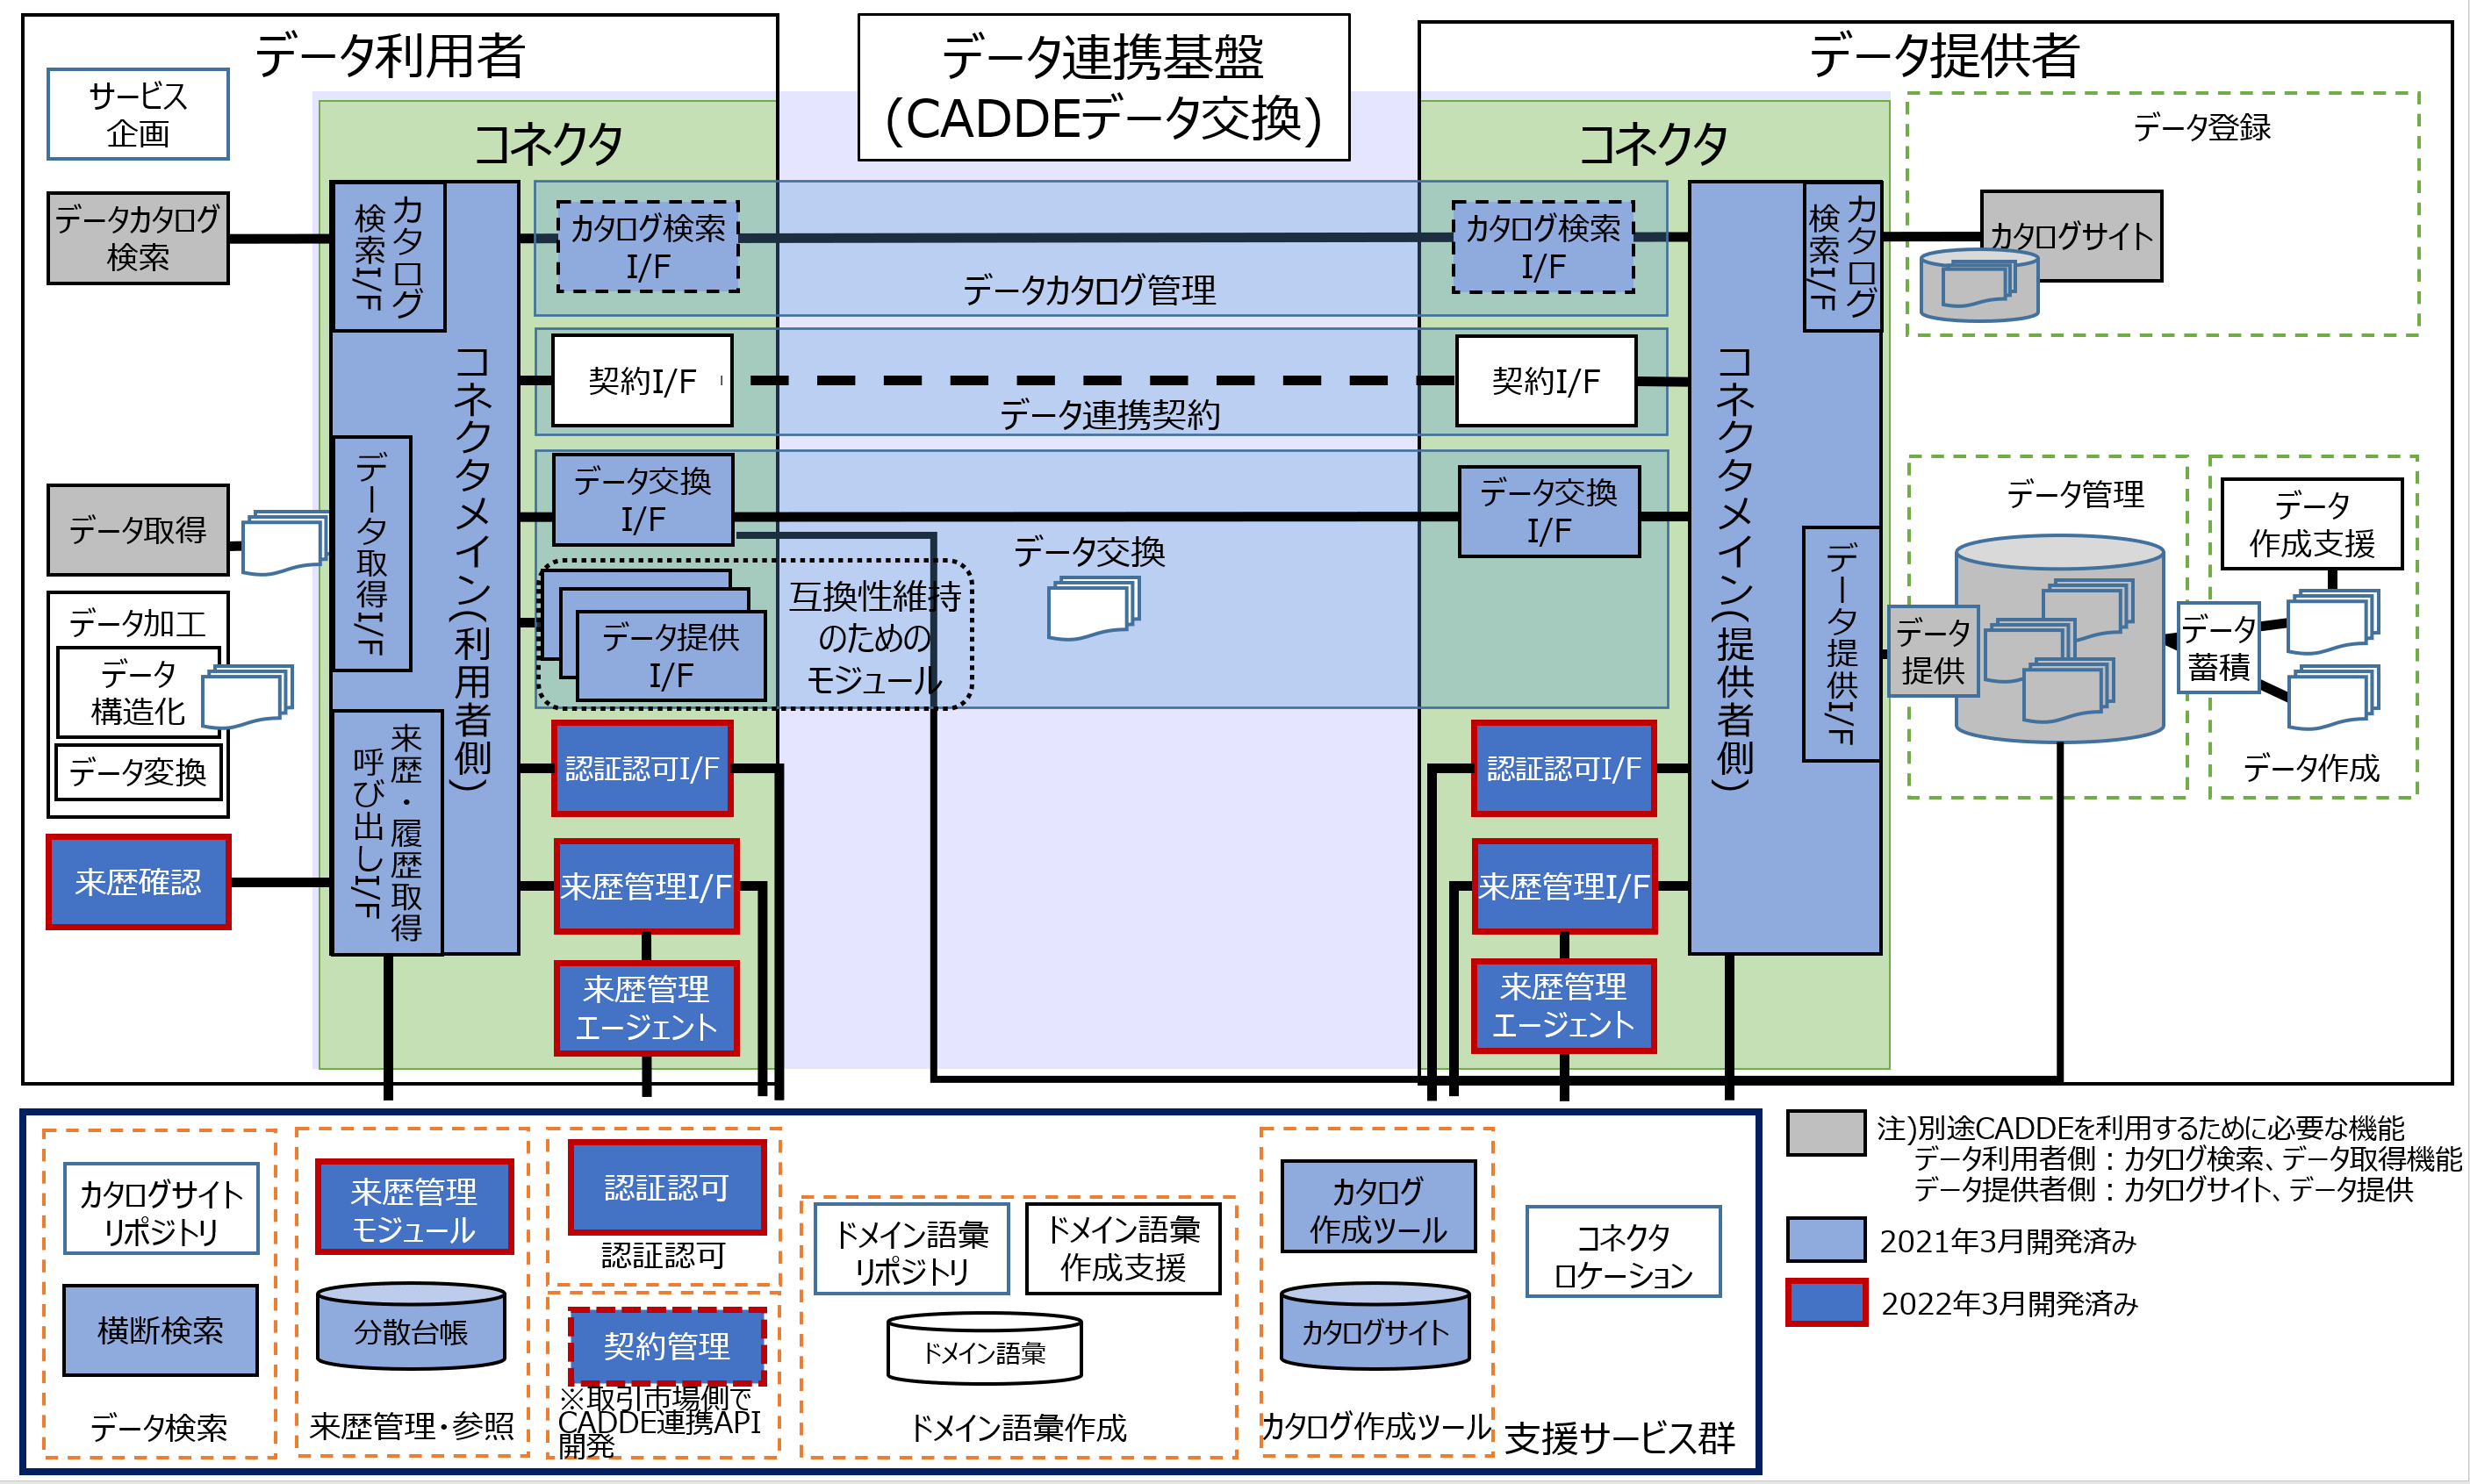 データ利用者
サービス
企画
データカタログ
検索
データ取得
データ加工
データ
構造化
データ変換
来歴確認
コネクタ
カタログ
検索I/F
データ取得I/F
来歴・履歴取得
呼び出しI/F
コネクタメイン(利用者側)
カタログ検索
I/F
契約I/F
データ交換
I/F
データ提供
I/F
互換性維持
のための
モジュール
認証認可I/F
来歴管理I/F
来歴管理
エージェント
データ連携基盤
(CADDEデータ交換)
データカタログ管理
データ連携契約
データ交換
データ提供者
コネクタ
カタログ検索
I/F
契約I/F
データ交換
I/F
認証認可I/F
来歴管理I/F
来歴管理
エージェント
コネクタメイン(提供者側)
カタログ
検索I/F
データ提供I/F
データ登録
カタログサイト
データ管理
データ
提供
データ
蓄積
データ
作成支援
データ作成
カタログサイト
リポジトリ
横断検索
データ検索
来歴管理
モジュール
分散台帳
来歴管理・参照
認証認可
認証認可
契約管理
※取引市場側で
CADDE連携API
開発
ドメイン語彙
リポジトリ
ドメイン語彙
作成支援
ドメイン語彙
ドメイン語彙作成
カタログ
作成ツール
カタログサイト
カタログ作成ツール
コネクタ
ロケーション
支援サービス群
注)別途CADDEを利用するために必要な機能
データ利用者側：カタログ検索、データ取得機能
データ提供者側：カタログサイト、データ提供
2021年3月開発済み
2022年3月開発済み